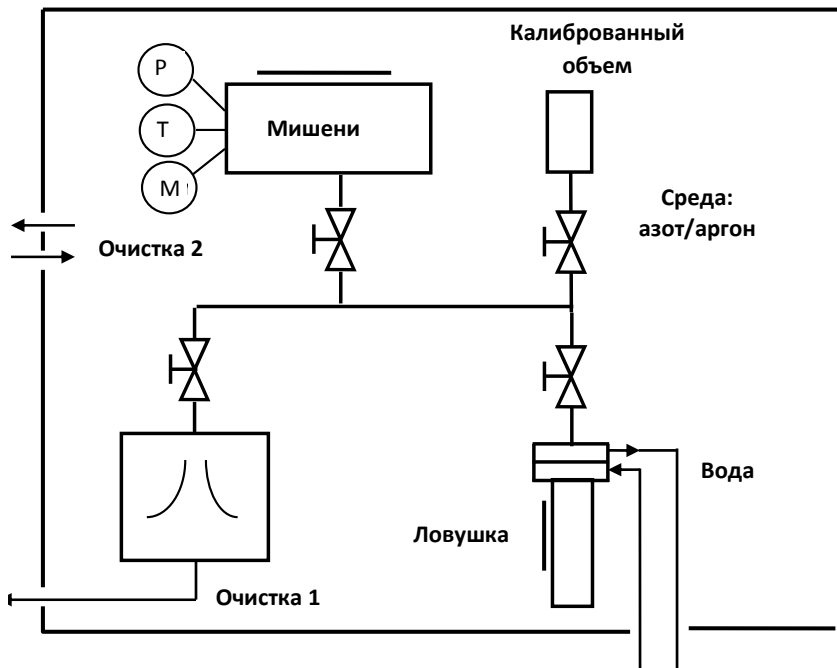 Калиброванный
объем
P
T
M
Мишени
Среда:
азот/аргон
Очистка 2
Вода
Ловушка
Очистка 1